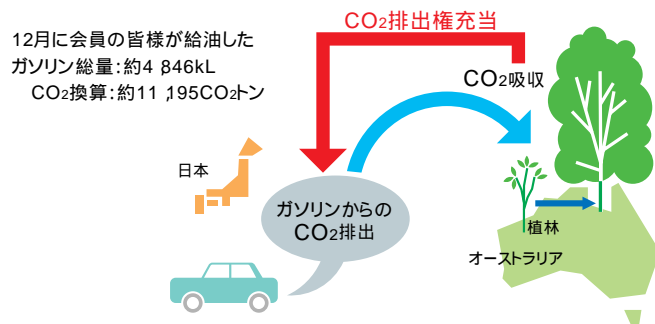 CO₂排出権充当
12月に会員の皆様が給油した
ガソリン総量:約4,846kL
CO₂換算:約11,195CO₂トン
CO₂吸収
日本
ガソリンからの
CO₂排出
植林
オーストラリア